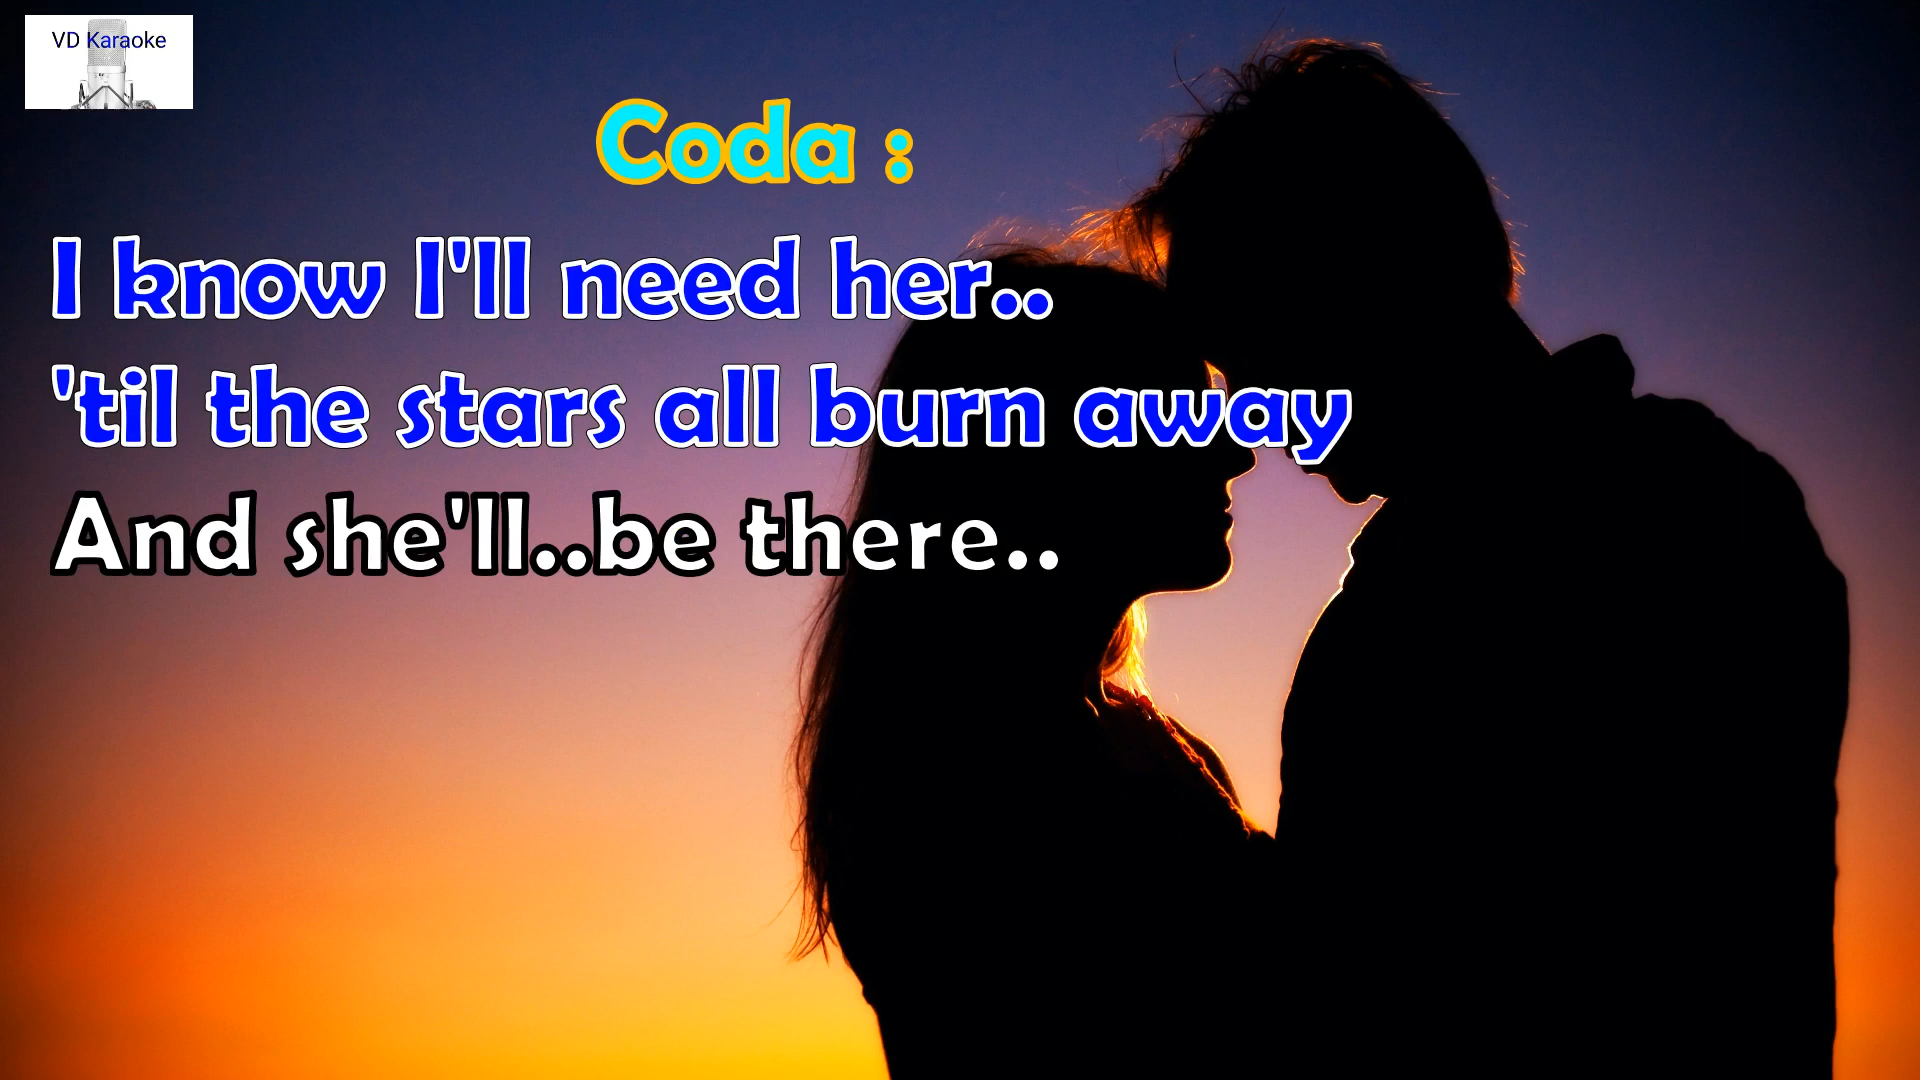 VD Karaoke
Coda :
I know I'll need her..
'til the stars all burn away
And she'll..be there..